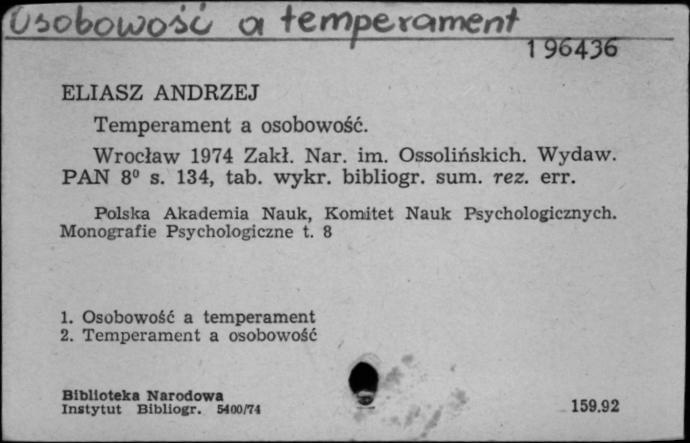 Osobowość a temperament
196436
ELIASZ ANDRZEJ
Temperament a osobowość.
Wrocław 1974 Zakł. Nar. im. Ossolińskich. Wydaw.
PAN 8⁰ s. 134, tab. wykr. bibliogr. sum. rez. err.
Polska Akademia Nauk, Komitet Nauk Psychologicznych.
Monografie Psychologiczne t. 8
1. Osobowość a temperament
2. Temperament a osobowość
Biblioteka Narodowa
Instytut Bibliogr. 5400/74
159.92